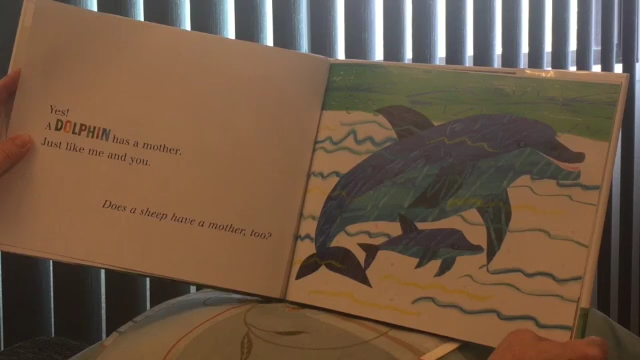 Yes!
A DOLPHIN has a mother.
Just like me and you.
Does a sheep have a mother, too?